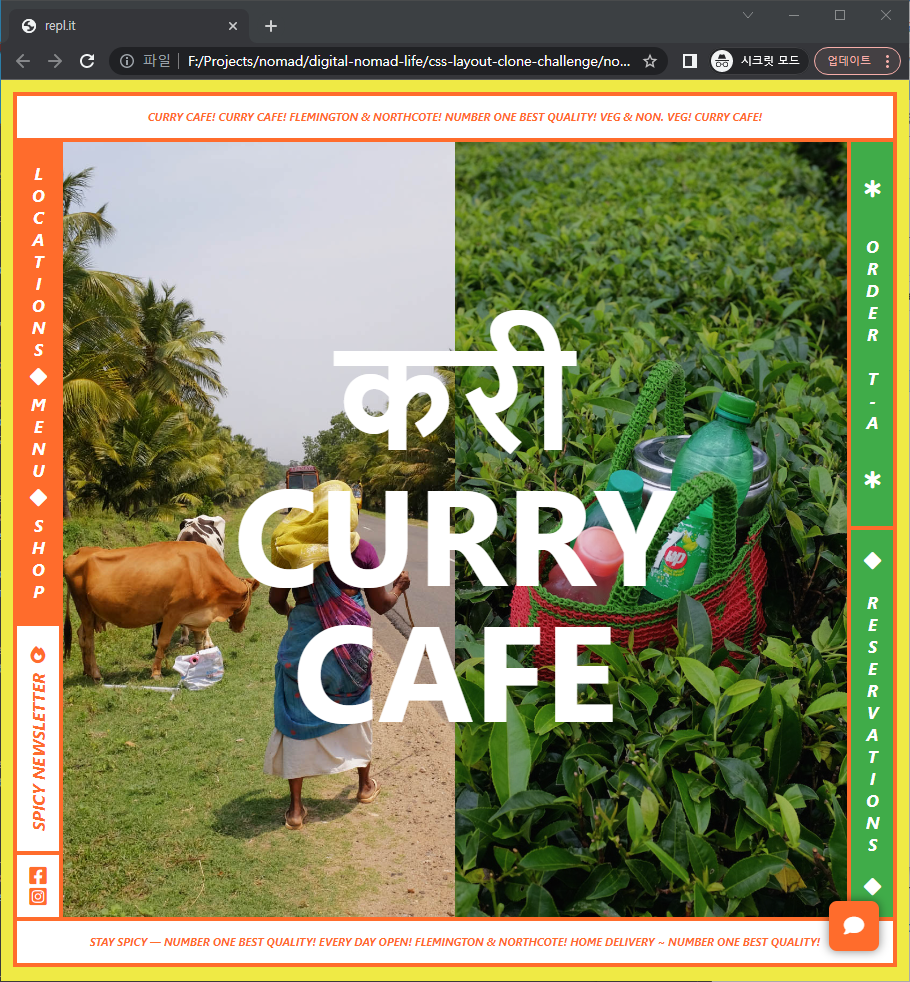 repl.it
파일
F:/Projects/nomad/digital-nomad-life/css-layout-clone-challenge/no...
시크릿 모드
업데이트
CURRY CAFE! CURRY CAFE! FLEMINGTON & NORTHCOTE! NUMBER ONE BEST QUALITY! VEG & NON. VEG! CURRY CAFE!
LOCATIONS ◆ MENU ◆ SHOP
SPICY NEWSLETTER
करी
CURRY
CAFE
7up
* ORDER T-A *
◆ RESERVATIONS ◆
STAY SPICY — NUMBER ONE BEST QUALITY! EVERY DAY OPEN! FLEMINGTON & NORTHCOTE! HOME DELIVERY ~ NUMBER ONE BEST QUALITY!